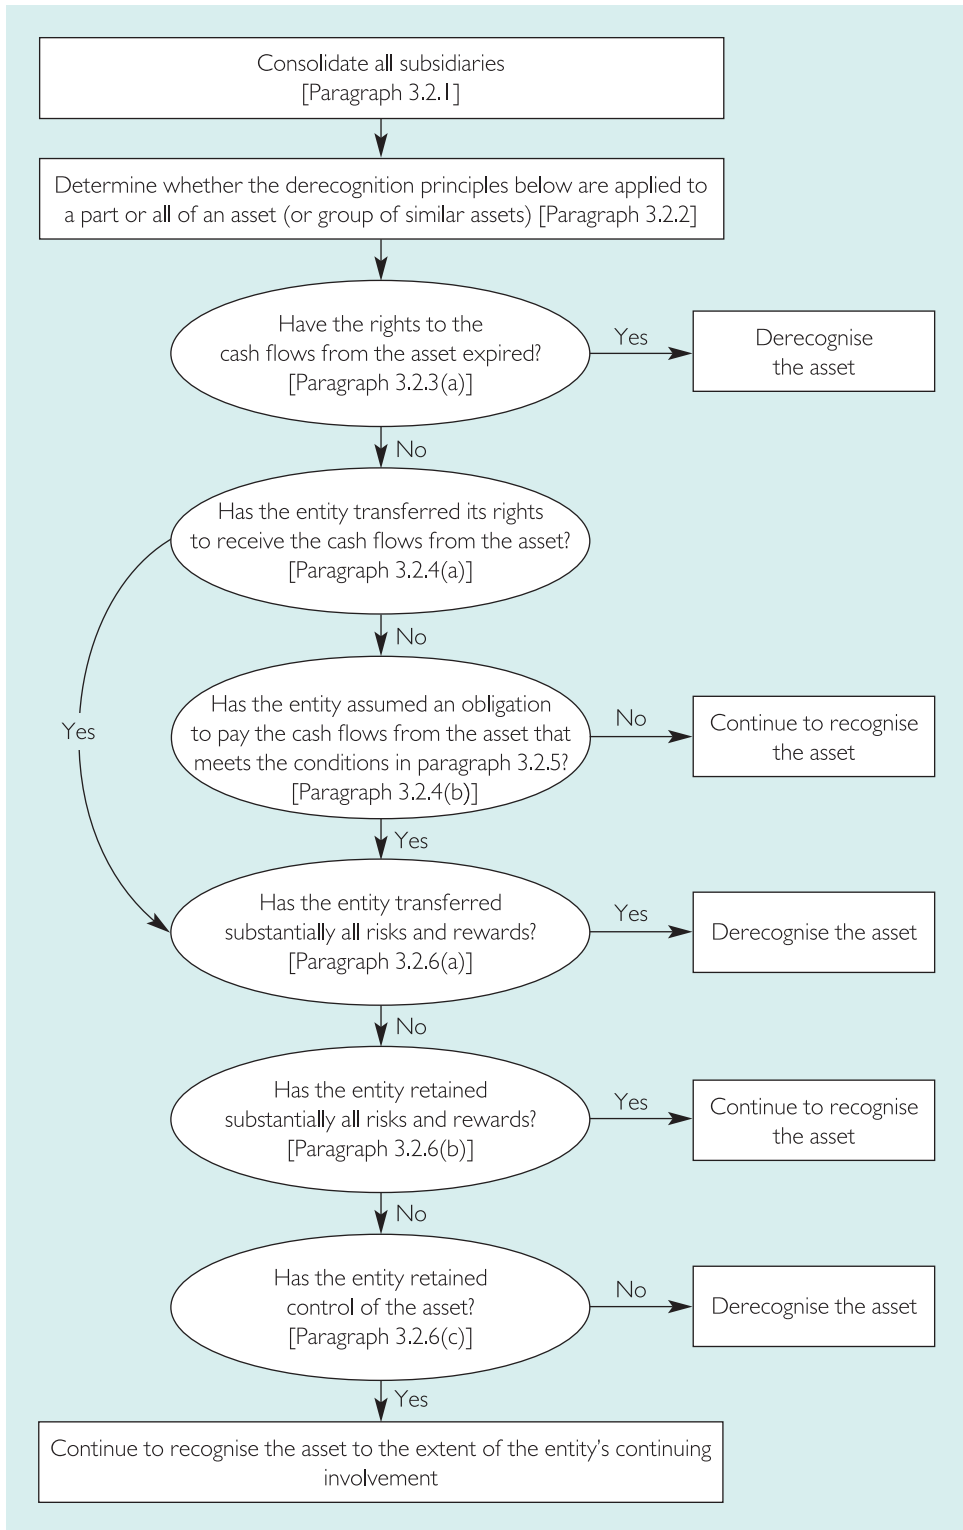 Consolidate all subsidiaries
[Paragraph 3.2.1]
Determine whether the derecognition principles below are applied to
a part or all of an asset (or group of similar assets) [Paragraph 3.2.2]
Have the rights to the
cash flows from the asset expired?
[Paragraph 3.2.3(a)]
Yes
Derecognise
the asset
No
Has the entity transferred its rights
to receive the cash flows from the asset?
[Paragraph 3.2.4(a)]
No
Yes
Has the entity assumed an obligation
to pay the cash flows from the asset that
meets the conditions in paragraph 3.2.5?
[Paragraph 3.2.4(b)]
No
Continue to recognise
the asset
Yes
Has the entity transferred
substantially all risks and rewards?
[Paragraph 3.2.6(a)]
Yes
Derecognise the asset
No
Has the entity retained
substantially all risks and rewards?
[Paragraph 3.2.6(b)]
Yes
Continue to recognise
the asset
No
Has the entity retained
control of the asset?
[Paragraph 3.2.6(c)]
No
Derecognise the asset
Yes
Continue to recognise the asset to the extent of the entity’s continuing
involvement